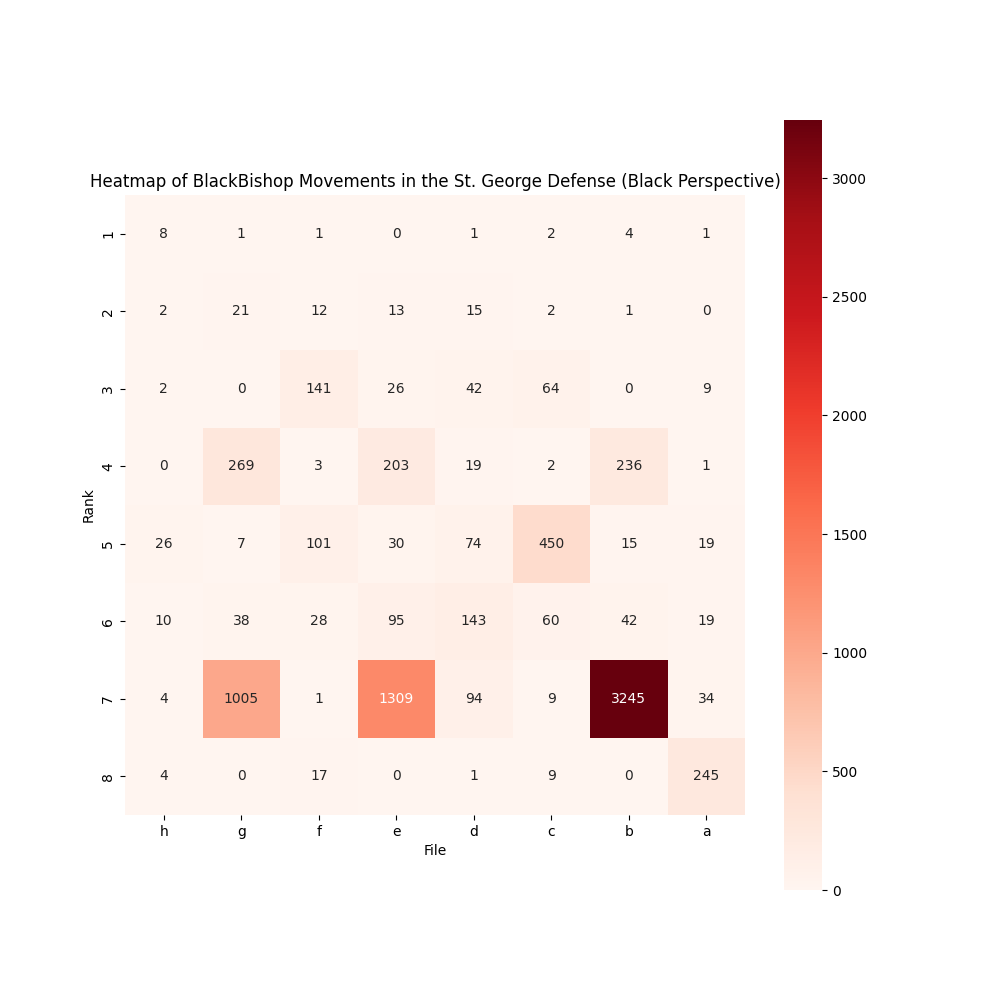 Heatmap of BlackBishop Movements in the St. George Defense (Black Perspective)
1 8 1 1 0 1 2 4 1
2 2 21 12 13 15 2 1 0
3 2 0 141 26 42 64 0 9
4 0 269 3 203 19 2 236 1
5 26 7 101 30 74 450 15 19
6 10 38 28 95 143 60 42 19
7 4 1005 1 1309 94 9 3245 34
8 4 0 17 0 1 9 0 245
h g f e d c b a
File
Rank
3000
2500
2000
1500
1000
500
0